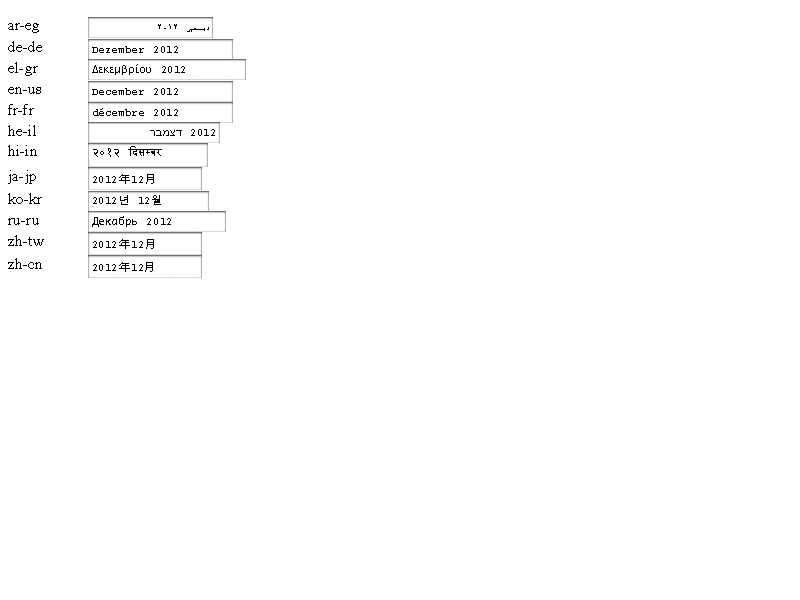 ar-eg ديسمبر ٢٠١٢
de-de Dezember 2012
el-gr Δεκεμβρίου 2012
en-us December 2012
fr-fr décembre 2012
he-il דצמבר 2012
hi-in २०१२ दिसम्बर
ja-jp 2012年12月
ko-kr 2012년 12월
ru-ru Декабрь 2012
zh-tw 2012年12月
zh-cn 2012年12月